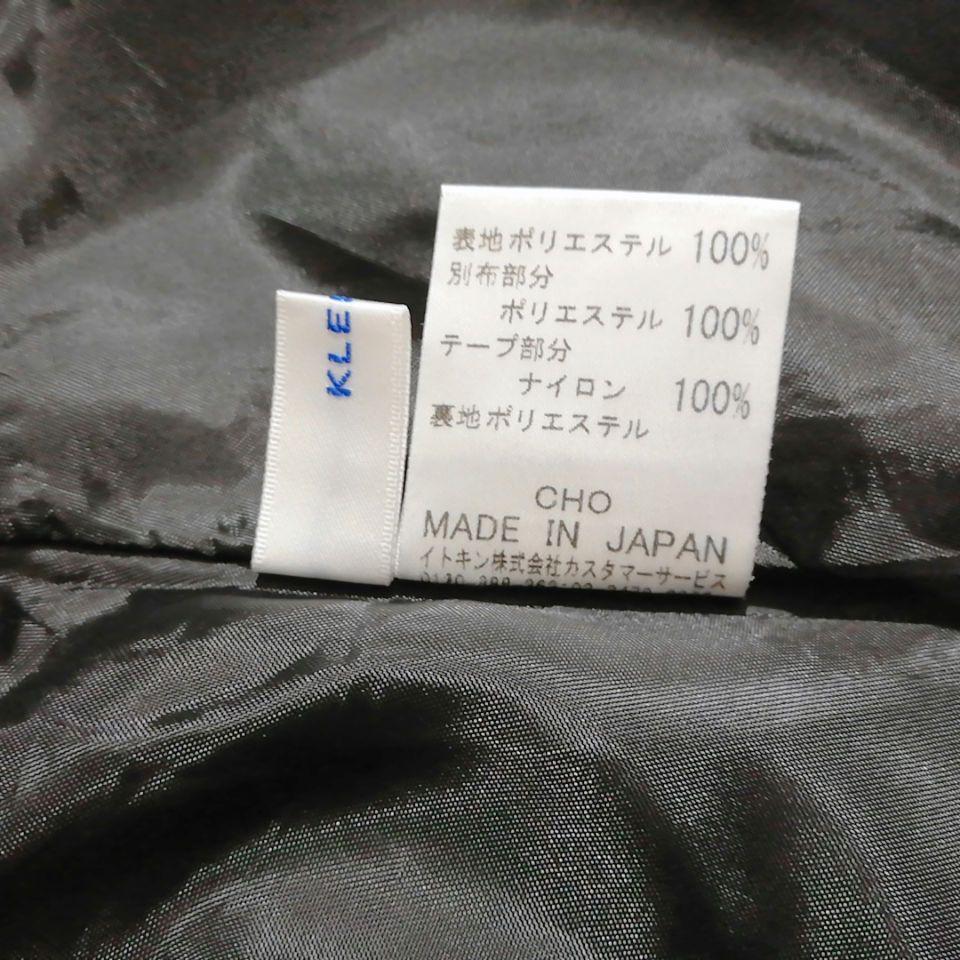 表地ポリエステル 100%
別布部分
ポリエステル 100%
テープ部分
ナイロン 100%
裏地ポリエステル
CHO
MADE IN JAPAN
イトキン株式会社カスタマーサービス
KLE